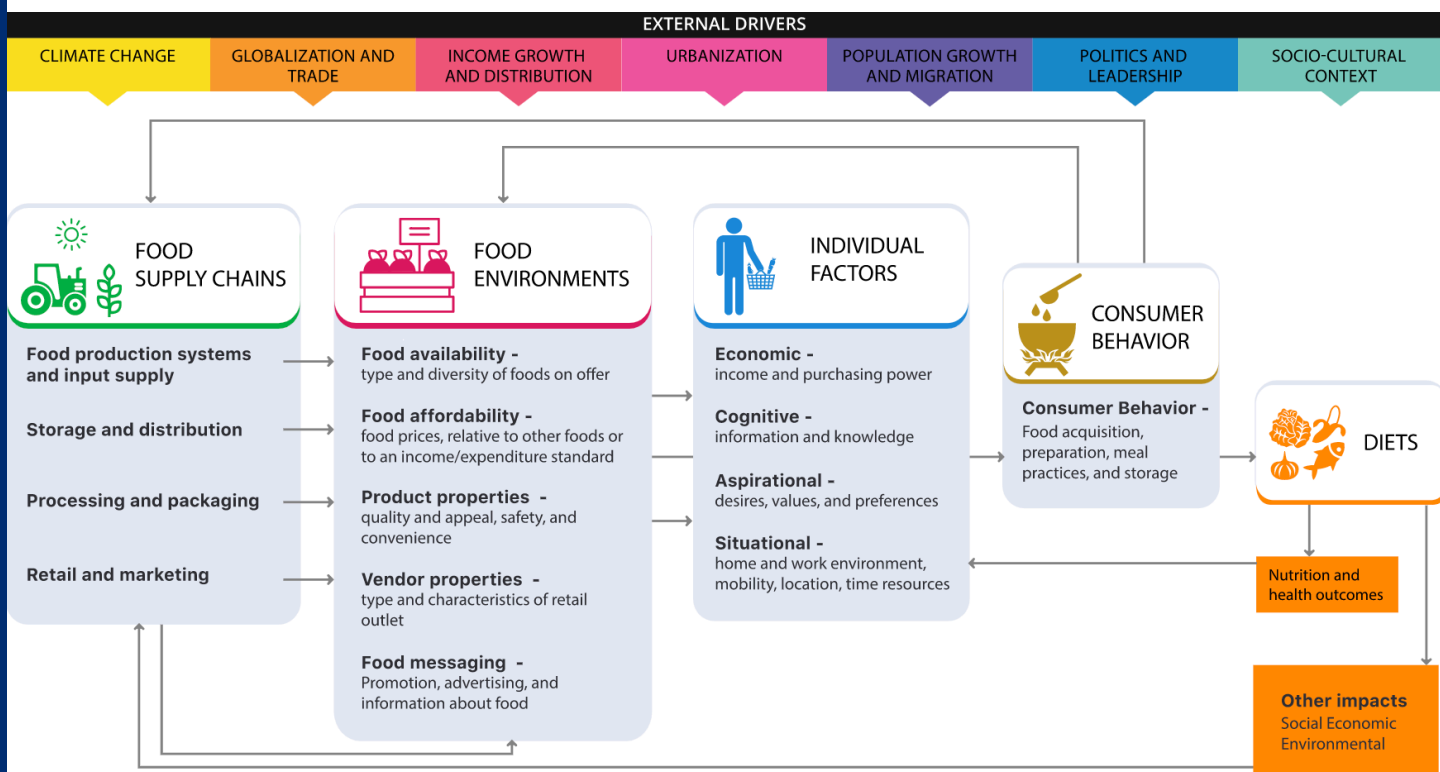 EXTERNAL DRIVERS
CLIMATE CHANGE
GLOBALIZATION AND
TRADE
INCOME GROWTH
AND DISTRIBUTION
URBANIZATION
POPULATION GROWTH
AND MIGRATION
POLITICS AND
LEADERSHIP
SOCIO-CULTURAL
CONTEXT
FOOD
SUPPLY CHAINS
Food production systems
and input supply
Storage and distribution
Processing and packaging
Retail and marketing
FOOD
ENVIRONMENTS
Food availability -
type and diversity of foods on offer
Food affordability -
food prices, relative to other foods or
to an income/expenditure standard
Product properties -
quality and appeal, safety, and
convenience
Vendor properties -
type and characteristics of retail
outlet
Food messaging -
Promotion, advertising, and
information about food
INDIVIDUAL
FACTORS
Economic -
income and purchasing power
Cognitive -
information and knowledge
Aspirational -
desires, values, and preferences
Situational -
home and work environment,
mobility, location, time resources
CONSUMER
BEHAVIOR
Consumer Behavior -
Food acquisition,
preparation, meal
practices, and storage
DIETS
Nutrition and
health outcomes
Other impacts
Social Economic
Environmental